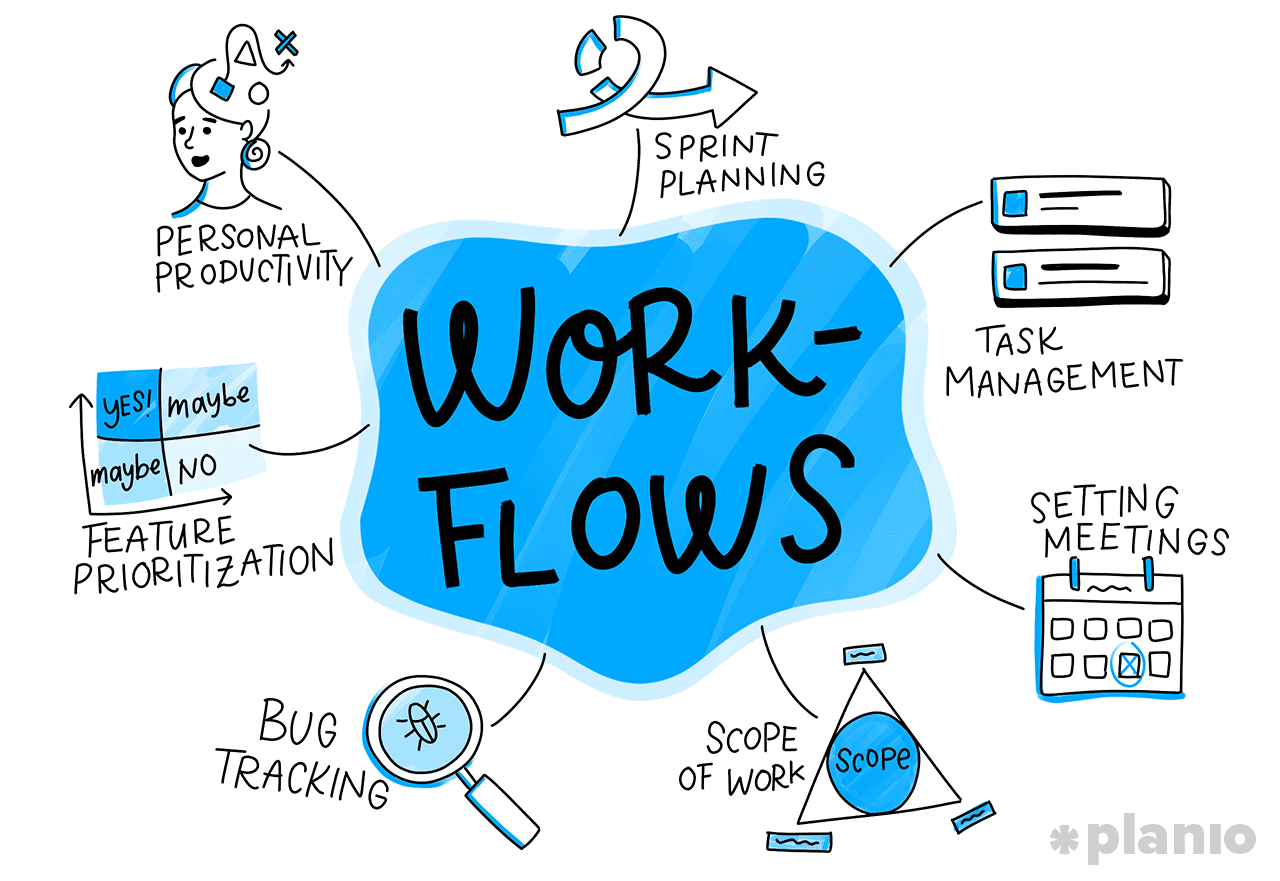 SPRINT
PLANNING
PERSONAL
PRODUCTIVITY
WORK-
FLOWS
TASK
MANAGEMENT
YES! maybe
maybe NO
FEATURE
PRIORITIZATION
SETTING
MEETINGS
BUG
TRACKING
SCOPE
OF WORK
SCOPE
planio